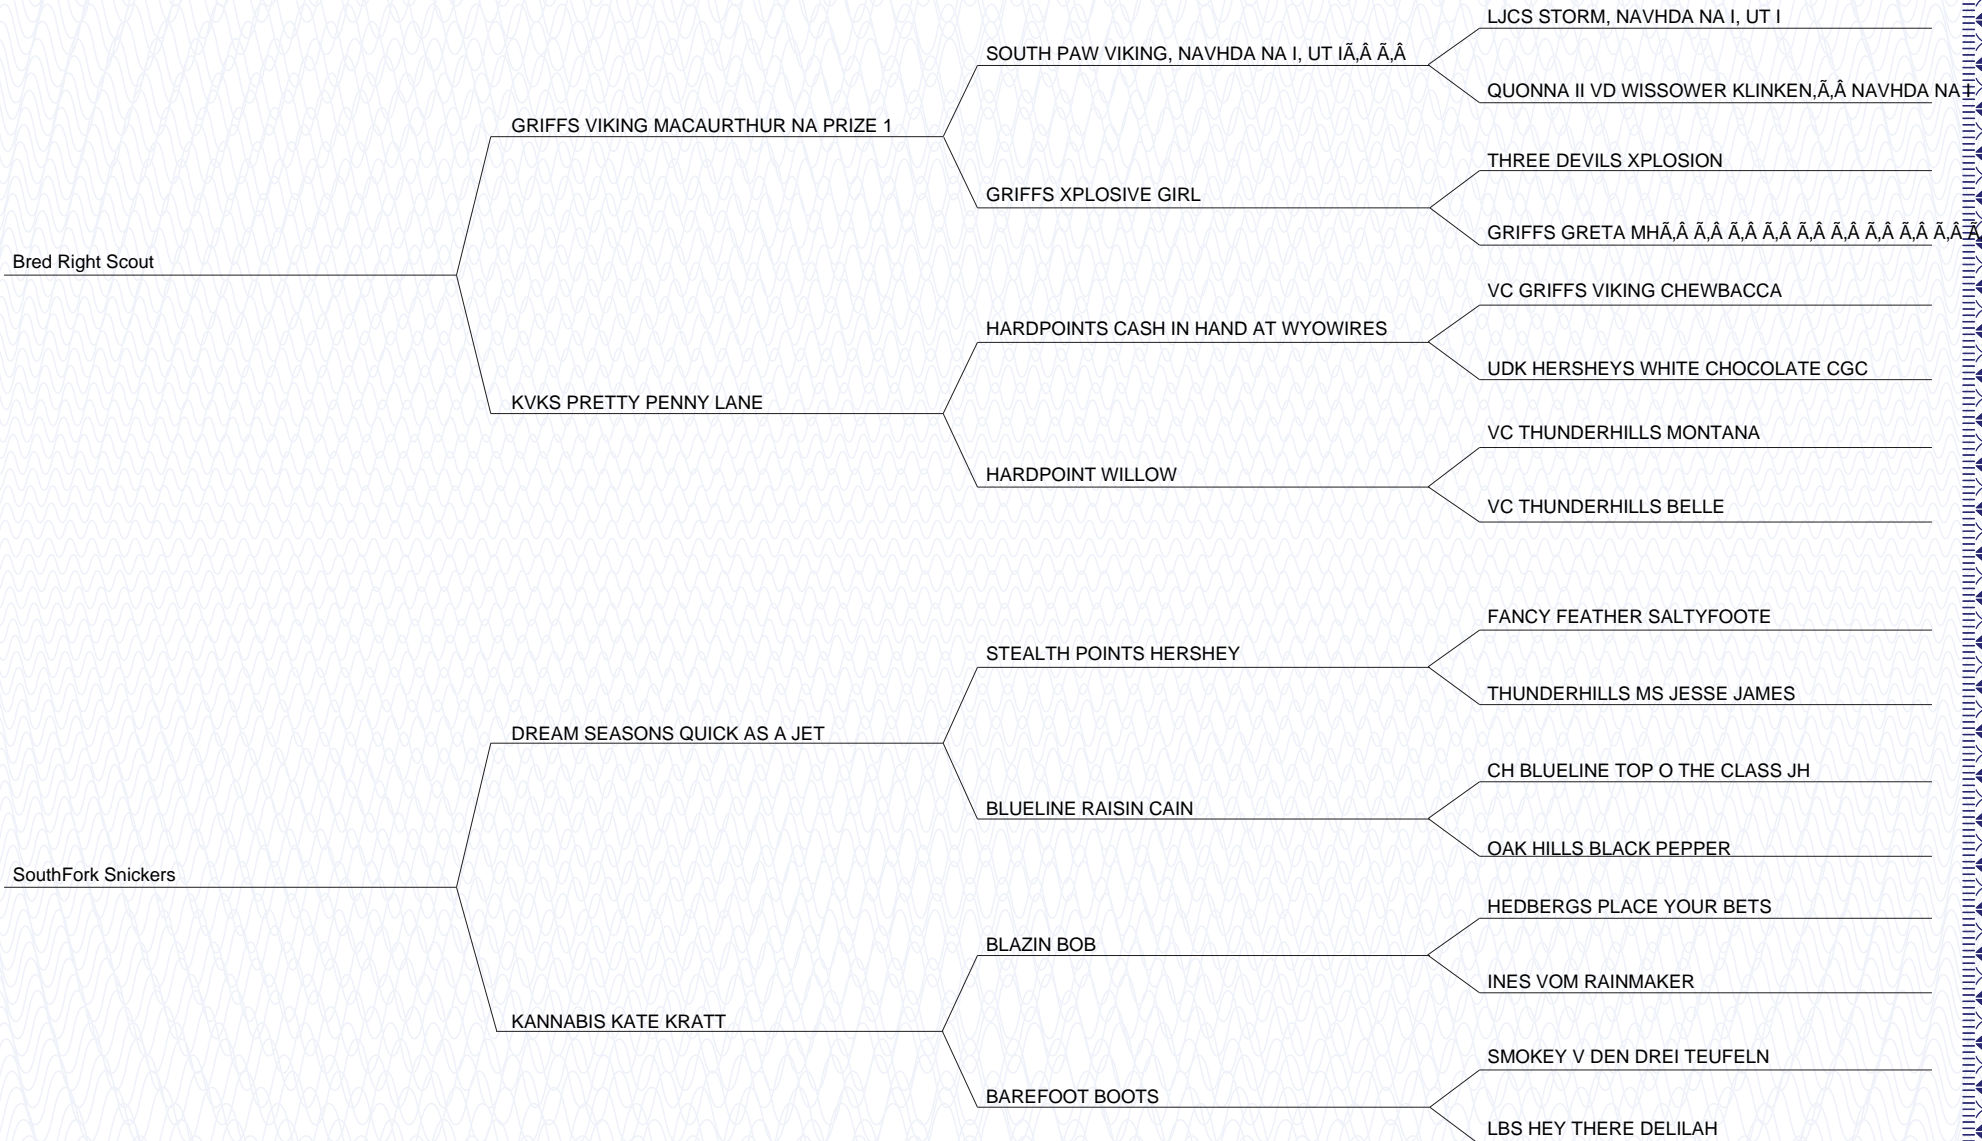 LJCS STORM, NAVHDA NA I, UT I
SOUTH PAW VIKING, NAVHDA NA I, UT IÃ,Â Ã,Â
QUONNA II VD WISSOWER KLINKEN,Ã,Â NAVHDA NA I
GRIFFS VIKING MACAURTHUR NA PRIZE 1
THREE DEVILS XPLOSION
GRIFFS XPLOSIVE GIRL
GRIFFS GRETA MHÃ,Â Ã,Â Ã,Â Ã,Â Ã,Â Ã,Â Ã,Â Ã,Â Ã,Â Ã,
Bred Right Scout
VC GRIFFS VIKING CHEWBACCA
HARDPOINTS CASH IN HAND AT WYOWIRES
UDK HERSHEYS WHITE CHOCOLATE CGC
KVKS PRETTY PENNY LANE
VC THUNDERHILLS MONTANA
HARDPOINT WILLOW
VC THUNDERHILLS BELLE
FANCY FEATHER SALTYFOOTE
STEALTH POINTS HERSHEY
THUNDERHILLS MS JESSE JAMES
DREAM SEASONS QUICK AS A JET
CH BLUELINE TOP O THE CLASS JH
BLUELINE RAISIN CAIN
OAK HILLS BLACK PEPPER
SouthFork Snickers
HEDBERGS PLACE YOUR BETS
BLAZIN BOB
INES VOM RAINMAKER
KANNABIS KATE KRATT
SMOKEY V DEN DREI TEUFELN
BAREFOOT BOOTS
LBS HEY THERE DELILAH